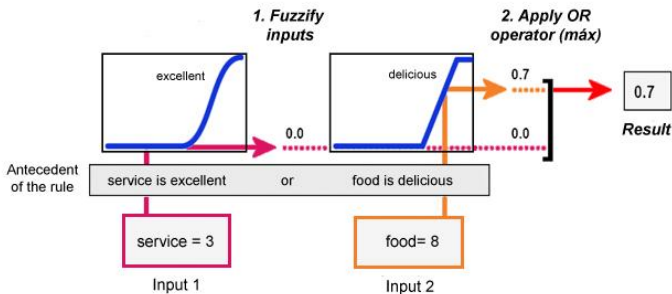 1. Fuzzify
inputs
2. Apply OR
operator (máx)
excellent
delicious
0.0
0.7
0.0
0.7
Result
Antecedent
of the rule
service is excellent or food is delicious
service = 3
food= 8
Input 1
Input 2